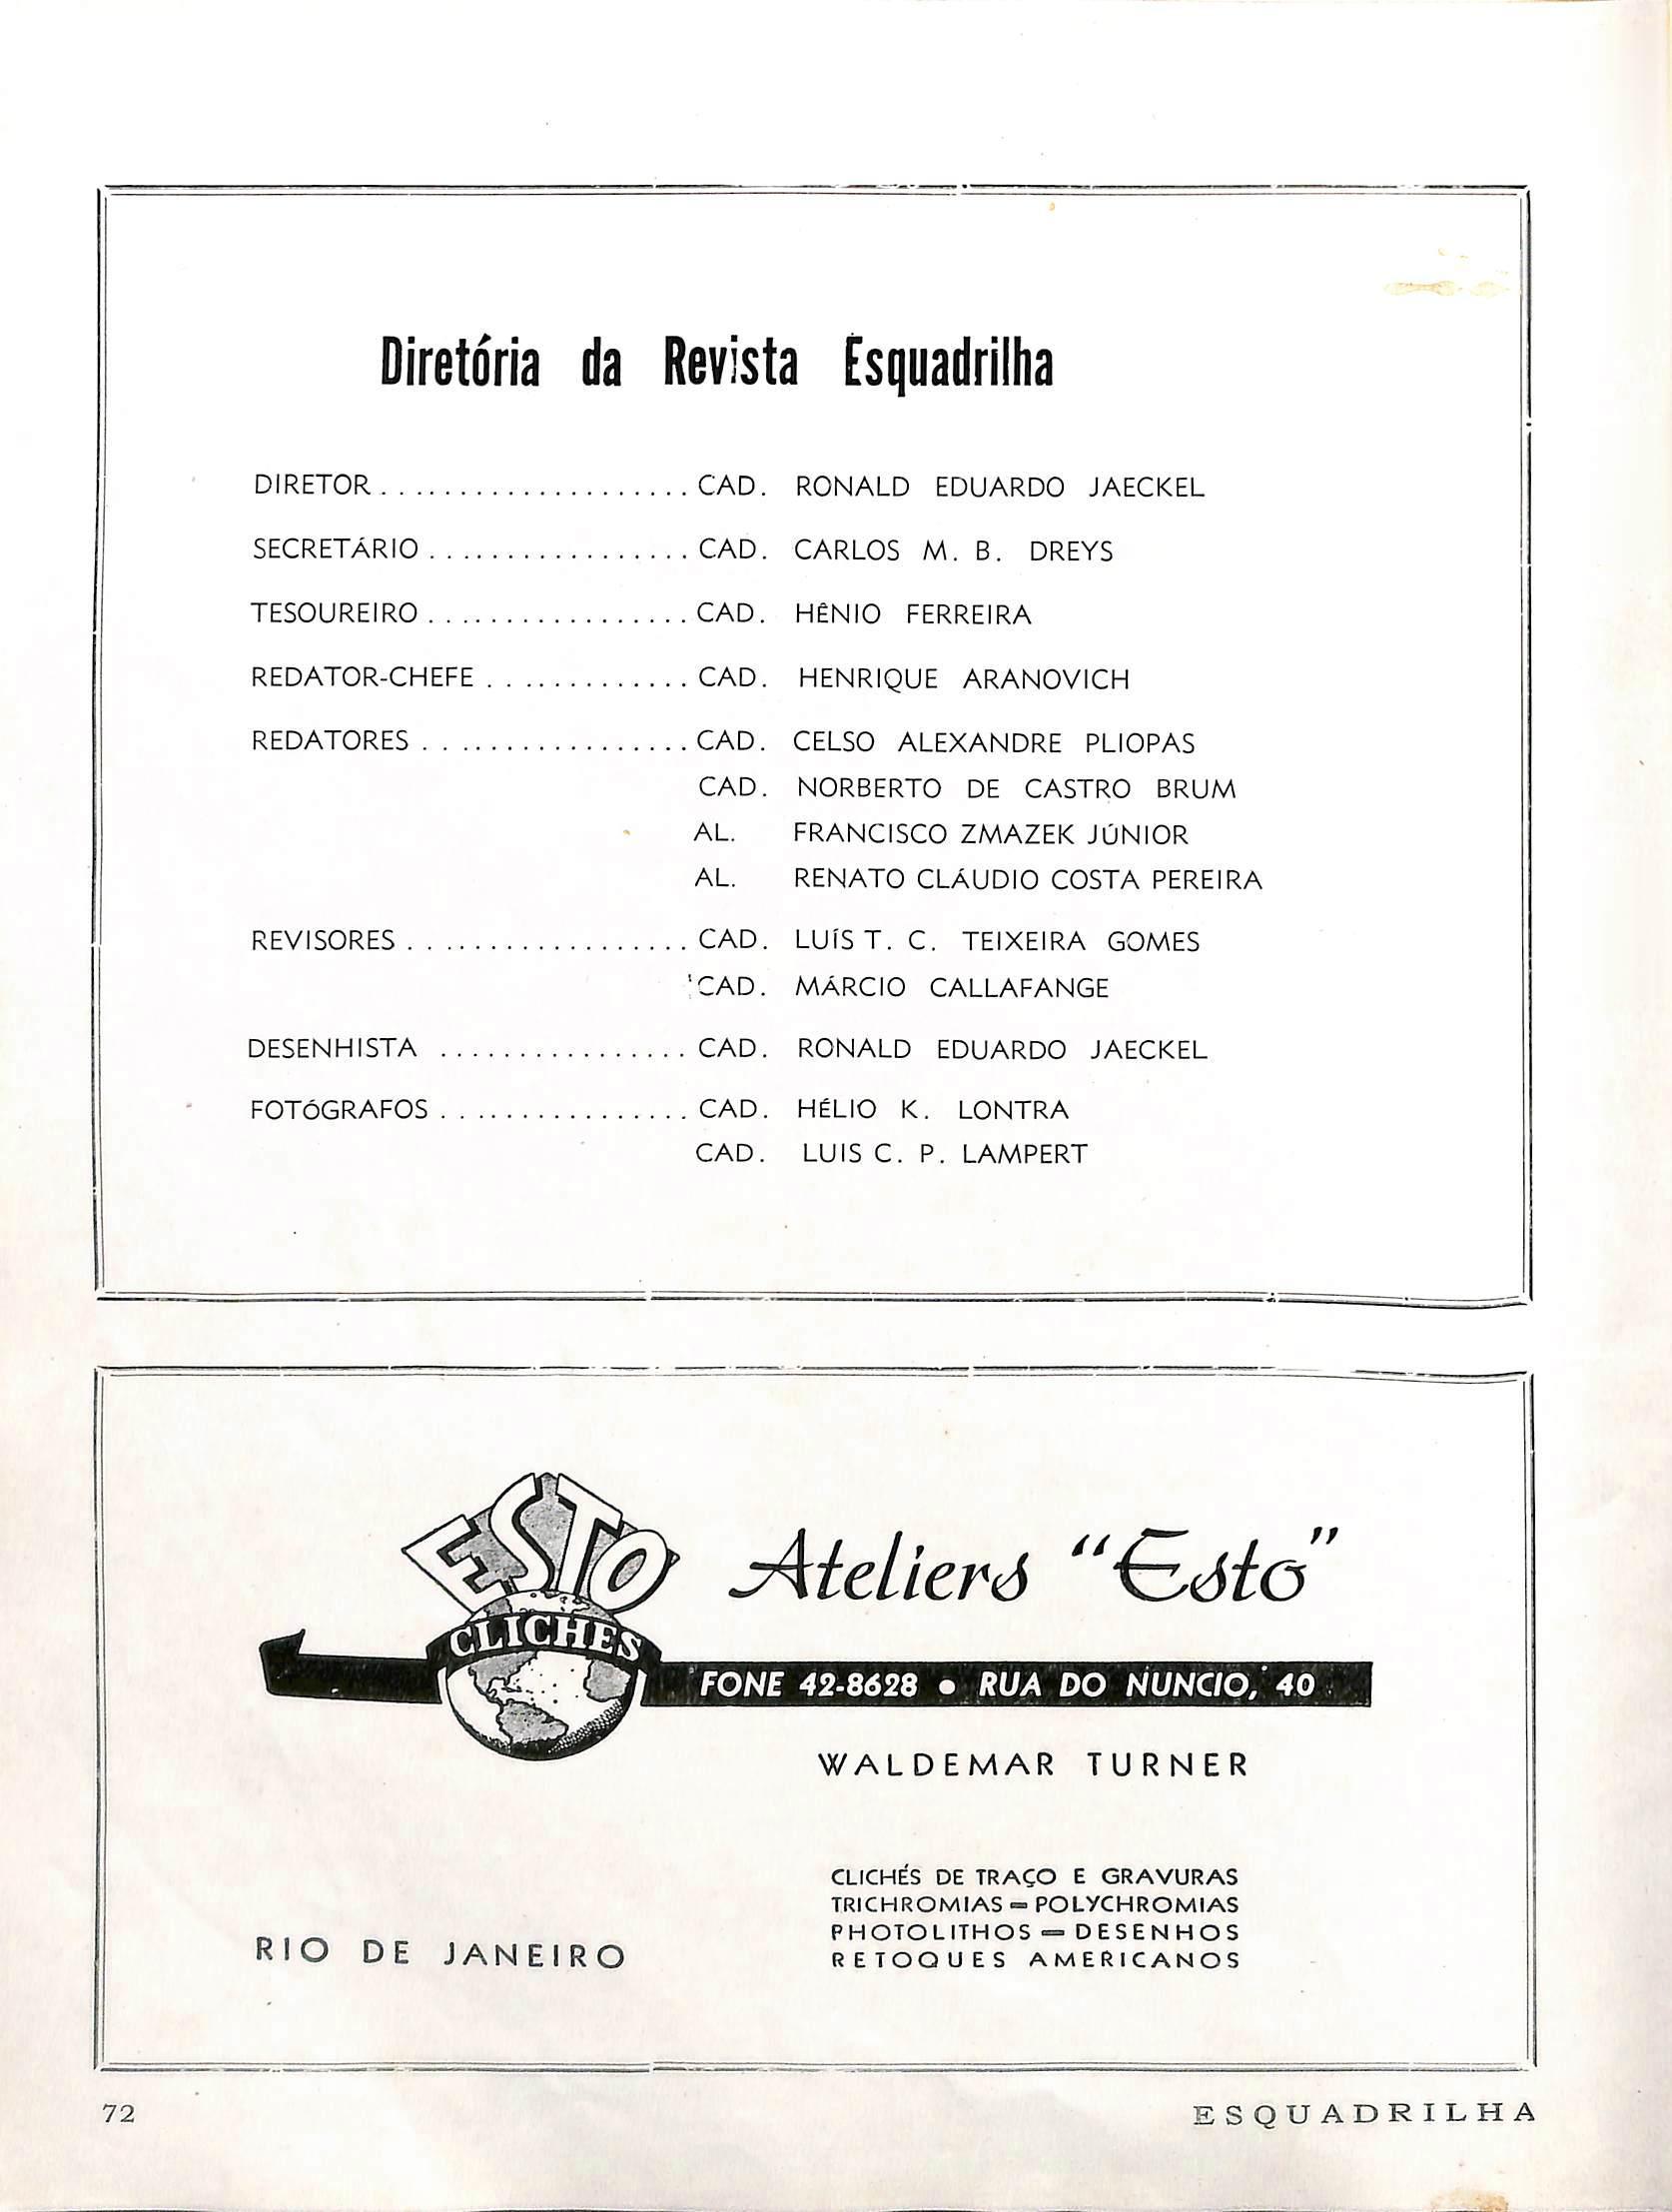 Diretória da Revista Esquadrilha
DIRETOR.................... CAD. RONALD EDUARDO JAECKEL
SECRETÁRIO ................. CAD. CARLOS M. B. DREYS
TESOUREIRO ................. CAD. HÊNIO FERREIRA
REDATOR-CHEFE ............. CAD. HENRIQUE ARANOVICH
REDATORES ................. CAD. CELSO ALEXANDRE PLIOPAS
CAD. NORBERTO DE CASTRO BRUM
AL. FRANCISCO ZMAZEK JÚNIOR
AL. RENATO CLÁUDIO COSTA PEREIRA
REVISORES .................. CAD. LUÍS T. C. TEIXEIRA GOMES
CAD. MÁRCIO CALLAFANGE
DESENHISTA ................ CAD. RONALD EDUARDO JAECKEL
FOTÓGRAFOS ................ CAD. HÉLIO K. LONTRA
CAD. LUIS C. P. LAMPERT
ESTO
CLICHES
Ateliers "Esto"
FONE 42-8628 • RUA DO NUNCIO, 40
WALDEMAR TURNER
CLICHÉS DE TRAÇO E GRAVURAS
TRICHROMIAS = POLYCHROMIAS
PHOTOLITHOS = DESENHOS
RETOQUES AMERICANOS
RIO DE JANEIRO
72
ESQUADRILHA